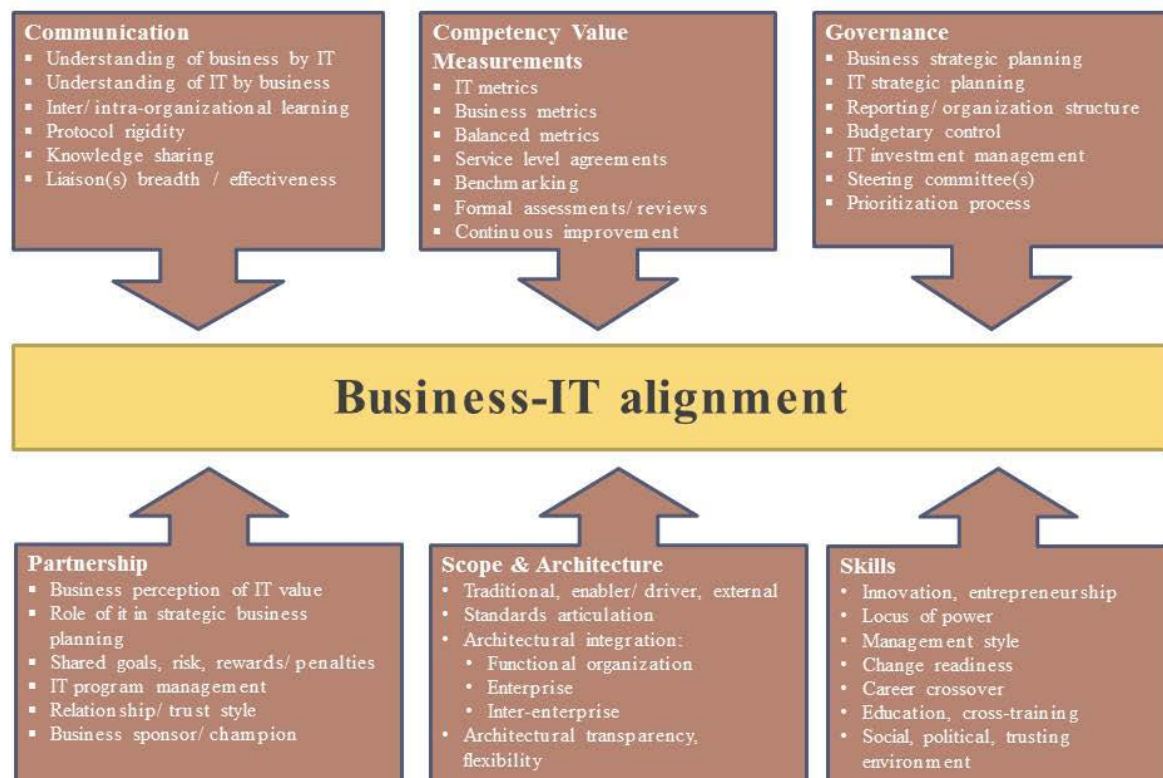 Communication
▪ Understanding of business by IT
▪ Understanding of IT by business
▪ Inter/ intra-organizational learning
▪ Protocol rigidity
▪ Knowledge sharing
▪ Liaison(s) breadth / effectiveness
Competency Value
Measurements
▪ IT metrics
▪ Business metrics
▪ Balanced metrics
▪ Service level agreements
▪ Benchmarking
▪ Formal assessments/ reviews
▪ Continuous improvement
Governance
▪ Business strategic planning
▪ IT strategic planning
▪ Reporting/ organization structure
▪ Budgetary control
▪ IT investment management
▪ Steering committee(s)
▪ Prioritization process
Business-IT alignment
Partnership
▪ Business perception of IT value
▪ Role of it in strategic business
planning
▪ Shared goals, risk, rewards/ penalties
▪ IT program management
▪ Relationship/ trust style
▪ Business sponsor/ champion
Scope & Architecture
• Traditional, enabler/ driver, external
• Standards articulation
• Architectural integration:
• Functional organization
• Enterprise
• Inter-enterprise
• Architectural transparency,
flexibility
Skills
• Innovation, entrepreneurship
• Locus of power
• Management style
• Change readiness
• Career crossover
• Education, cross-training
• Social, political, trusting
environment